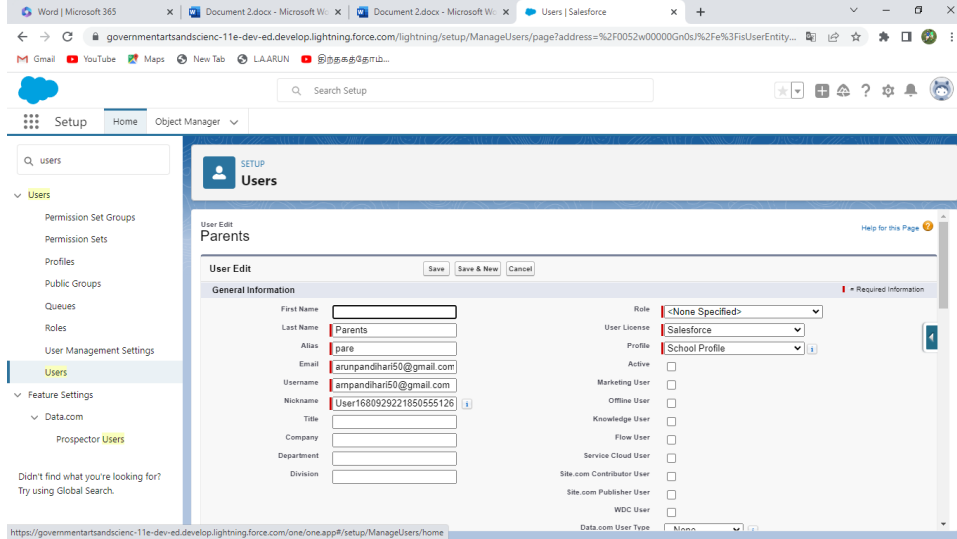 Word | Microsoft 365
Document 2.docx - Microsoft Wo
Document 2.docx - Microsoft Wo
Users | Salesforce
governmentartsandscienc-11e-dev-ed.develop.lightning.force.com/lightning/setup/ManageUsers/page?address=%2F0052w00000Gn0sJ%2Fe%3FisUserEntity...
Gmail
YouTube
Maps
New Tab
L.A.ARUN
Search Setup
Setup
Home
Object Manager
users
Users
Permission Set Groups
Permission Sets
Profiles
Public Groups
Queues
Roles
User Management Settings
Users
Feature Settings
Data.com
Prospector Users
Didn't find what you're looking for?
Try using Global Search.
SETUP
Users
User Edit
Parents
Help for this Page
User Edit
Save
Save & New
Cancel
General Information
= Required Information
First Name
Last Name Parents
Alias pare
Email arunpandihari50@gmail.com
Username arnpandihari50@gmail.com
Nickname User1680929221850555126
Title
Company
Department
Division
Role <None Specified>
User License Salesforce
Profile School Profile
Active
Marketing User
Offline User
Knowledge User
Flow User
Service Cloud User
Site.com Contributor User
Site.com Publisher User
WDC User
Data.com User Type --None--
https://governmentartsandscienc-11e-dev-ed.develop.lightning.force.com/one/one.app#/setup/ManageUsers/home